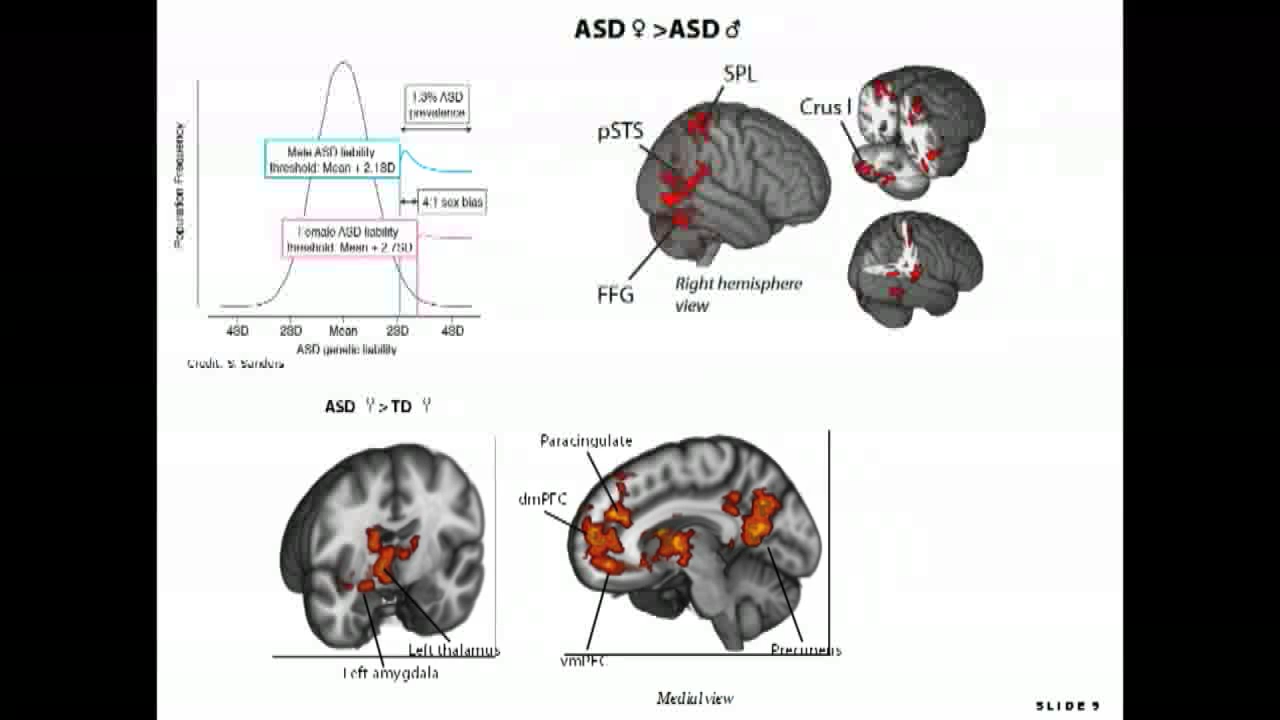 ASD ♀ >ASD ♂
1.3% ASD
prevalence
Male ASD liability
threshold: Mean + 2.1SD
4:1 sex bias
Female ASD liability
threshold: Mean + 2.7SD
Population Frequency
4SD 2SD Mean 2SD 4SD
ASD genetic liability
Credit: S. Sanders
SPL
pSTS
FFG
Right hemisphere
view
Crus I
ASD ♀ > TD ♀
Left thalamus
Left amygdala
Paracingulate
dmPFC
vmPFC
Precuneus
Medial view
SLIDE 9